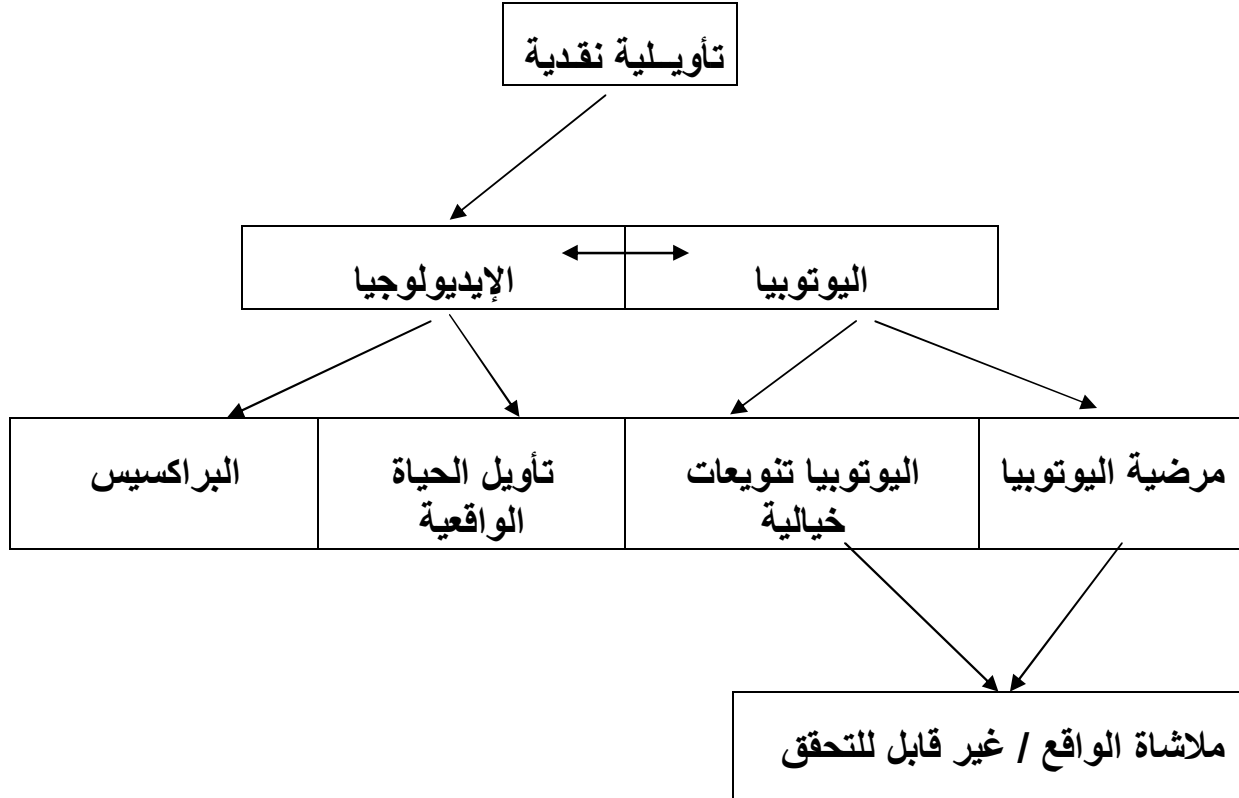 تأويلية نقدية
اليوتوبيا
الإيديولوجيا
مرضية اليوتوبيا
اليوتوبيا تنويعات
خيالية
تأويل الحياة
الواقعية
البراكسيس
ملاشاة الواقع / غير قابل للتحقق